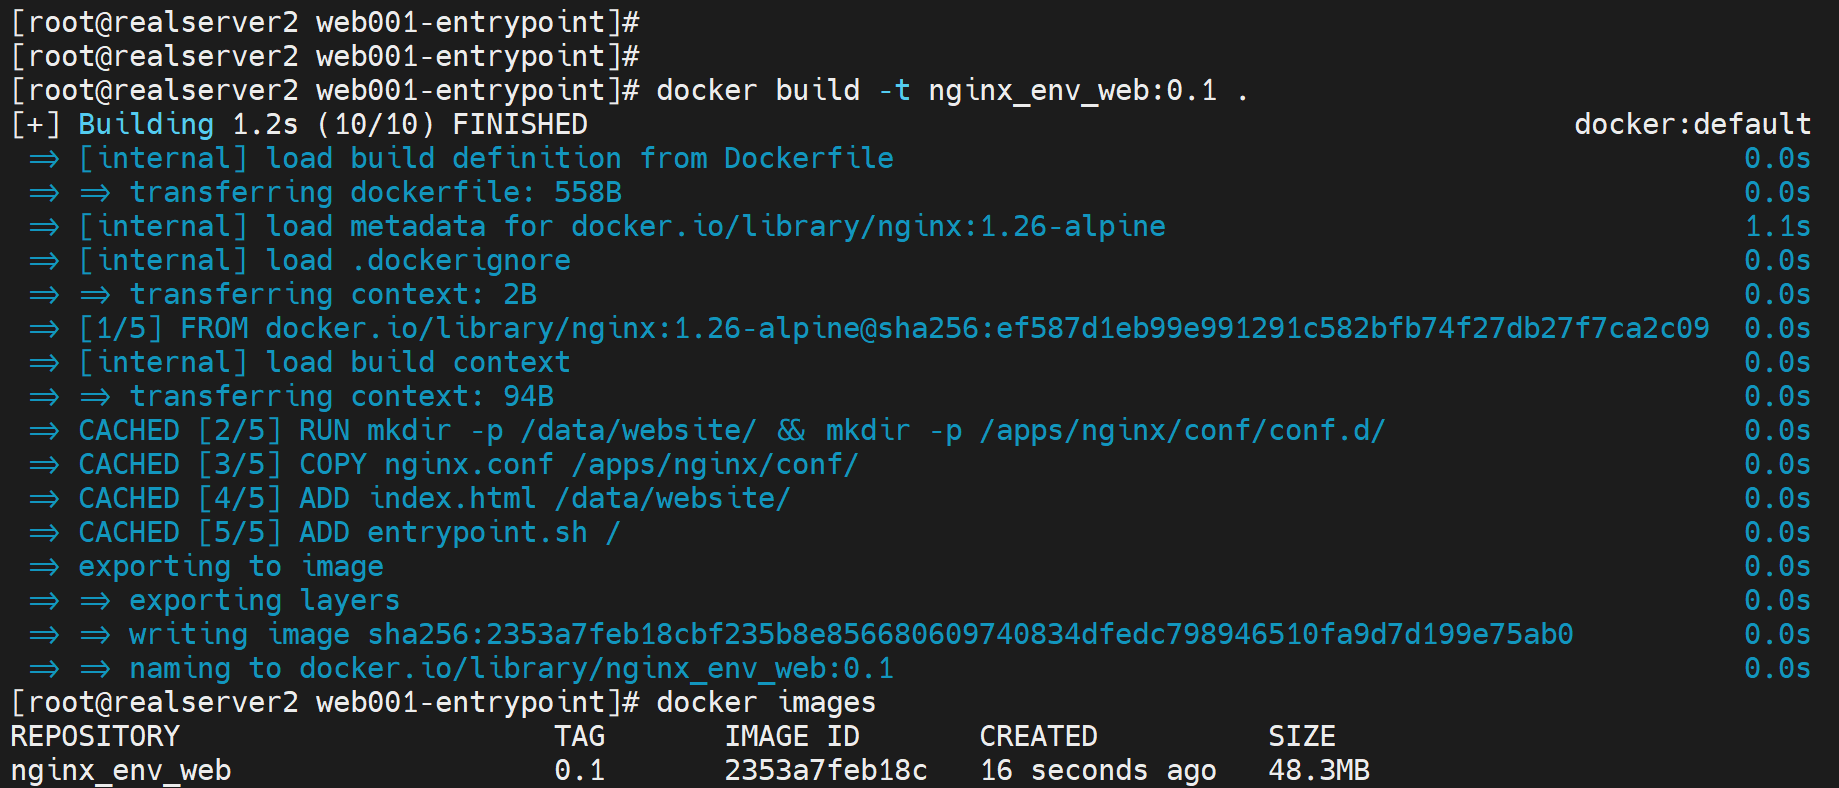 [root@realserver2 web001-entrypoint]#
[root@realserver2 web001-entrypoint]#
[root@realserver2 web001-entrypoint]# docker build -t nginx_env_web:0.1 .
[+] Building 1.2s (10/10) FINISHED docker:default
=> [internal] load build definition from Dockerfile 0.0s
=> => transferring dockerfile: 558B 0.0s
=> [internal] load metadata for docker.io/library/nginx:1.26-alpine 1.1s
=> [internal] load .dockerignore 0.0s
=> => transferring context: 2B 0.0s
=> [1/5] FROM docker.io/library/nginx:1.26-alpine@sha256:ef587d1eb99e991291c582bfb74f27db27f7ca2c09 0.0s
=> [internal] load build context 0.0s
=> => transferring context: 94B 0.0s
=> CACHED [2/5] RUN mkdir -p /data/website/ && mkdir -p /apps/nginx/conf/conf.d/ 0.0s
=> CACHED [3/5] COPY nginx.conf /apps/nginx/conf/ 0.0s
=> CACHED [4/5] ADD index.html /data/website/ 0.0s
=> CACHED [5/5] ADD entrypoint.sh / 0.0s
=> exporting to image 0.0s
=> => exporting layers 0.0s
=> => writing image sha256:2353a7feb18cbf235b8e856680609740834dfedc798946510fa9d7d199e75ab0 0.0s
=> => naming to docker.io/library/nginx_env_web:0.1 0.0s
[root@realserver2 web001-entrypoint]# docker images
REPOSITORY TAG IMAGE ID CREATED SIZE
nginx_env_web 0.1 2353a7feb18c 16 seconds ago 48.3MB